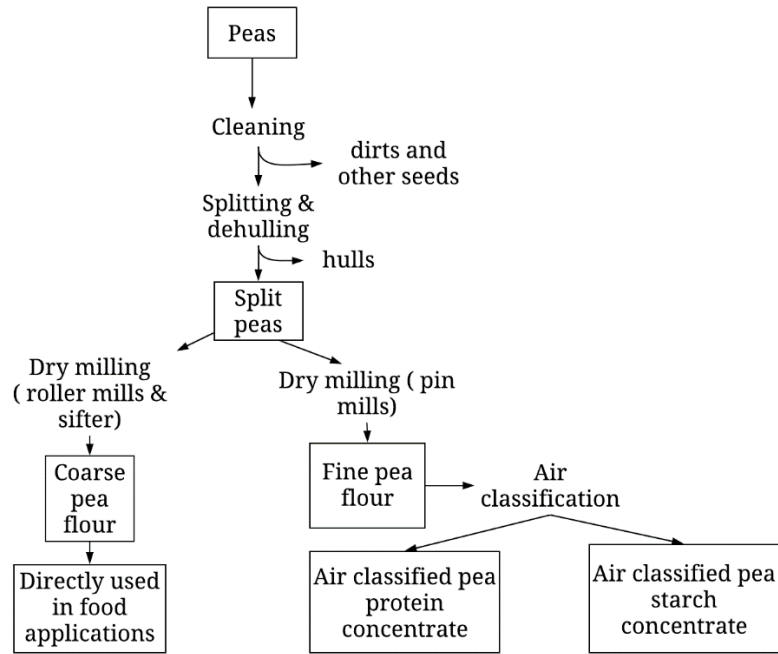 Peas
Cleaning
dirts and
other seeds
Splitting &
dehulling
hulls
Split
peas
Dry milling
( roller mills &
sifter)
Dry milling ( pin
mills)
Coarse
pea
flour
Fine pea
flour
Air
classification
Directly used
in food
applications
Air classified pea
protein
concentrate
Air classified pea
starch
concentrate